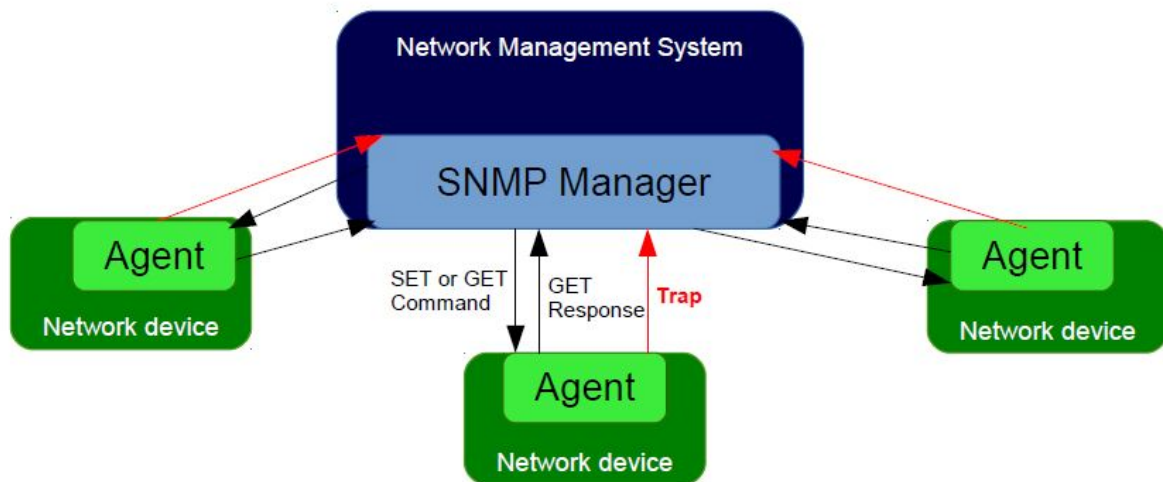 Network Management System
SNMP Manager
Agent
Network device
SET or GET
Command
GET
Response
Trap
Agent
Network device
Agent
Network device